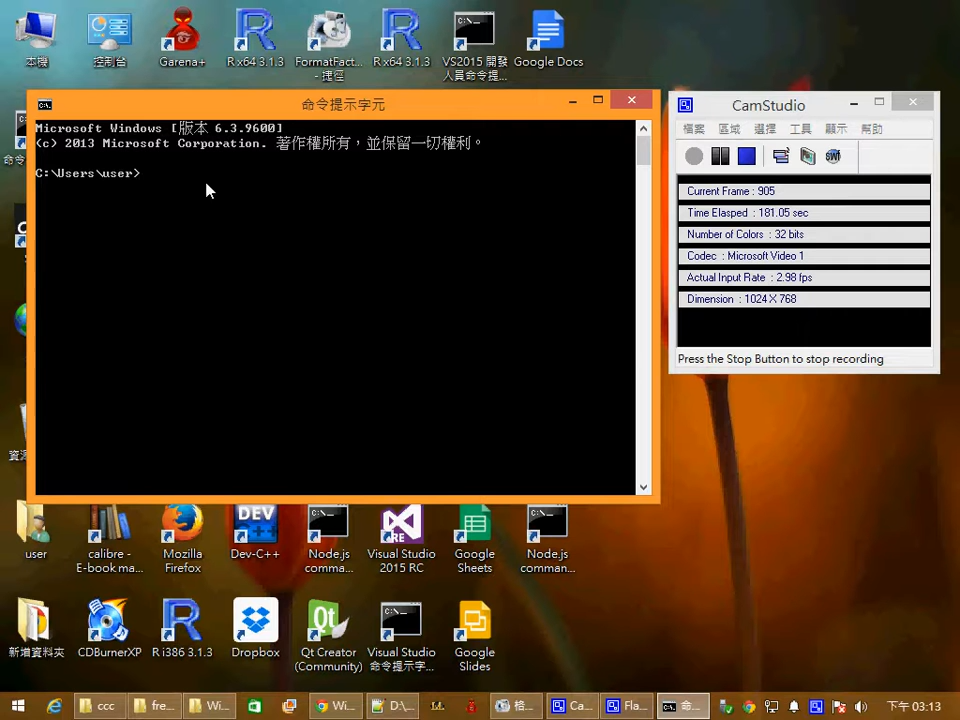 本機
控制台
Garena+
R x64 3.1.3
FormatFact... - 捷徑
R x64 3.1.3
VS2015 開發人員命令提...
Google Docs
命令提示字元
Microsoft Windows [版本 6.3.9600]
(c) 2013 Microsoft Corporation. 著作權所有，並保留一切權利。
C:\Users\user>
CamStudio
檔案 區域 選擇 工具 顯示 幫助
Current Frame : 905
Time Elasped : 181.05 sec
Number of Colors : 32 bits
Codec : Microsoft Video 1
Actual Input Rate : 2.98 fps
Dimension : 1024 X 768
Press the Stop Button to stop recording
user
calibre - E-book.ma...
Mozilla Firefox
DEV
Dev-C++
Node.js comma...
Visual Studio 2015 RC
Google Sheets
Node.js comman...
新增資料夾
CDBurnerXP
R i386 3.1.3
Dropbox
Qt Creator (Community)
Visual Studio 命令提示字...
Google Slides
ccc
fre...
Wi...
Wi...
D:\...
格...
Ca...
Fla...
命...
下午 03:13